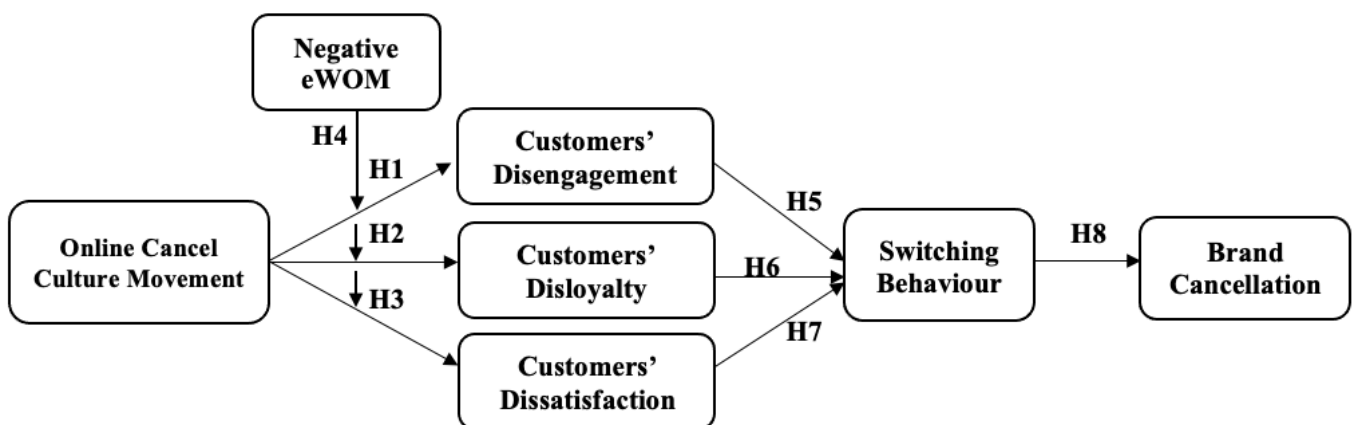 Negative
eWOM
H4
H1
Customers’
Disengagement
H5
Online Cancel
Culture Movement
H2
Customers’
Disloyalty
H6
Switching
Behaviour
H8
Brand
Cancellation
H3
Customers’
Dissatisfaction
H7